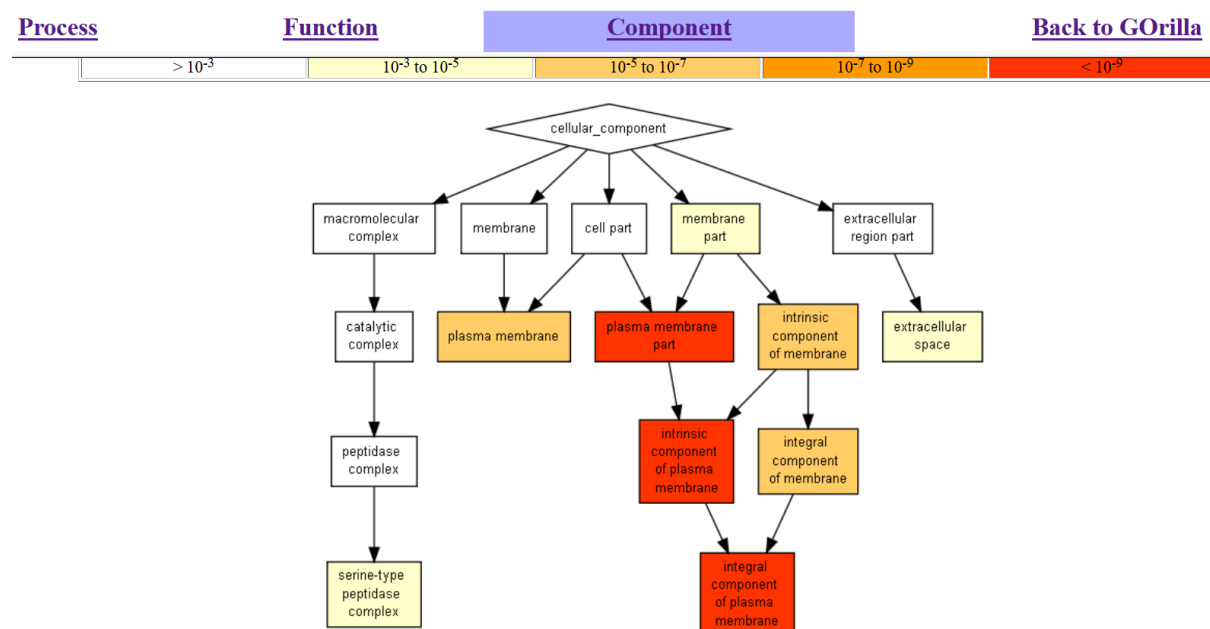 Process Function Component Back to GOrilla
> 10-3 10-3 to 10-5 10-5 to 10-7 10-7 to 10-9 < 10-9
cellular_component
macromolecular
complex
membrane
cell part
membrane
part
extracellular
region part
catalytic
complex
plasma membrane
plasma membrane
part
intrinsic
component
of membrane
extracellular
space
peptidase
complex
intrinsic
component
of plasma
membrane
integral
component
of membrane
serine-type
peptidase
complex
integral
component
of plasma
membrane